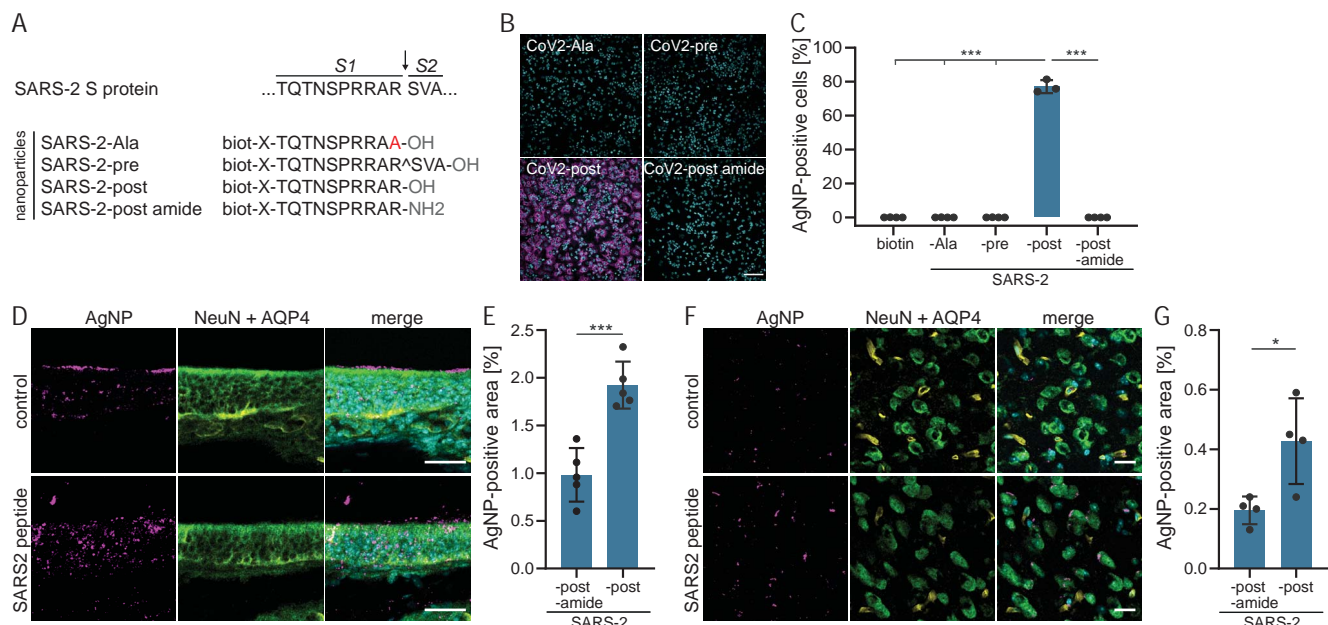 A
S1 S2
SARS-2 S protein ...TQTNSPRRAR SVA...
nanoparticles
SARS-2-Ala biot-X-TQTNSPRRAA-OH
SARS-2-pre biot-X-TQTNSPRRAR^SVA-OH
SARS-2-post biot-X-TQTNSPRRAR-OH
SARS-2-post amide biot-X-TQTNSPRRAR-NH2
B
CoV2-Ala CoV2-pre
CoV2-post CoV2-post amide
C
AgNP-positive cells [%]
*** ***
100
80
60
40
20
0
biotin -Ala -pre -post -post
-amide
SARS-2
D
AgNP NeuN + AQP4 merge
control
SARS2 peptide
E
AgNP-positive area [%]
***
2.5
2.0
1.5
1.0
0.5
0.0
-post -post
-amide
SARS-2
F
AgNP NeuN + AQP4 merge
control
SARS2 peptide
G
AgNP-positive area [%]
*
0.8
0.6
0.4
0.2
0.0
-post -post
-amide
SARS-2